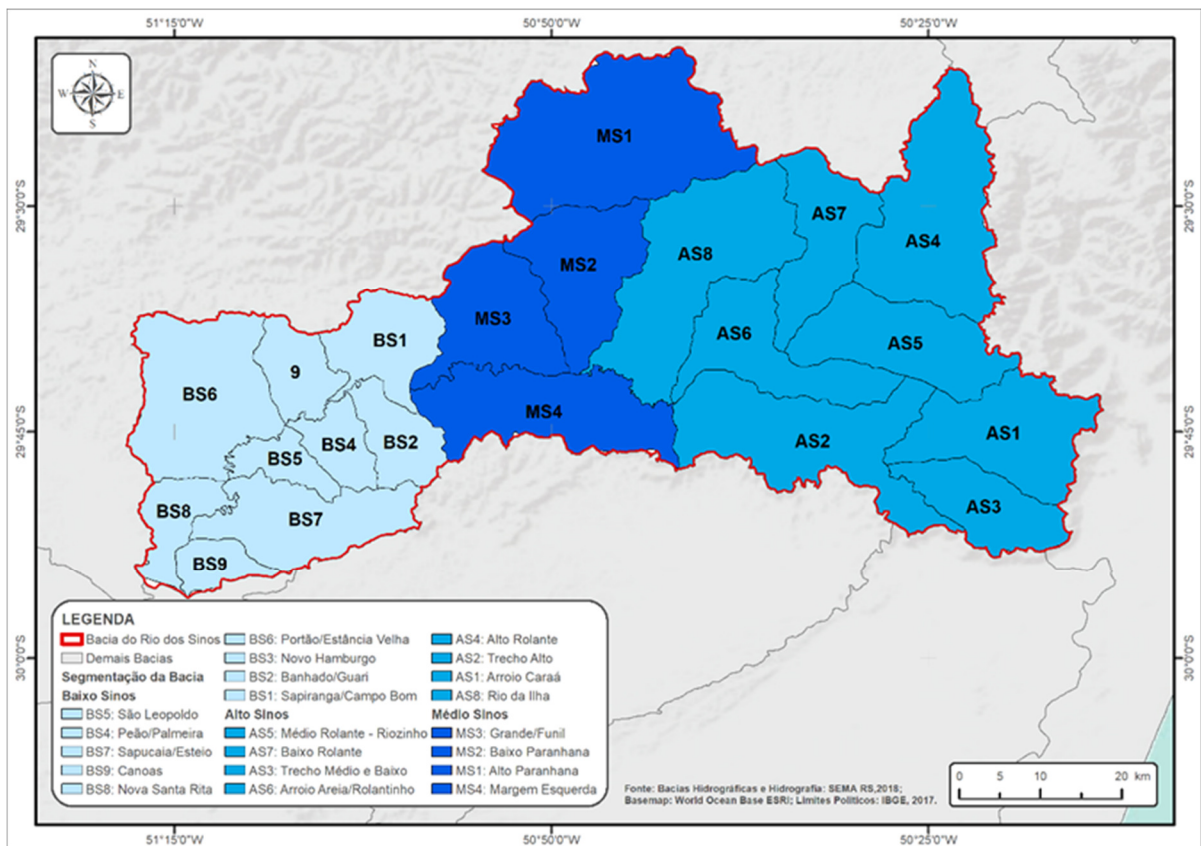 51°15'0"W 50°50'0"W 50°25'0"W
N
W E
S
29°30'0"S 29°30'0"S
29°45'0"S 29°45'0"S
30°0'0"S 30°0'0"S
MS1
AS7
AS4
AS8
MS2
MS3
AS6
AS5
BS1
9
BS6
MS4
BS4
BS2
AS2
AS1
BS5
AS3
BS8
BS7
BS9
LEGENDA
Bacia do Rio dos Sinos
Demais Bacias
Segmentação da Bacia
Baixo Sinos
BS5: São Leopoldo
BS4: Peão/Palmeira
BS7: Sapucaia/Esteio
BS9: Canoas
BS8: Nova Santa Rita
BS6: Portão/Estância Velha
BS3: Novo Hamburgo
BS2: Banhado/Guari
BS1: Sapiranga/Campo Bom
Alto Sinos
AS5: Médio Rolante - Riozinho
AS7: Baixo Rolante
AS3: Trecho Médio e Baixo
AS6: Arroio Areia/Rolantinho
AS4: Alto Rolante
AS2: Trecho Alto
AS1: Arroio Caraá
AS8: Rio da Ilha
Médio Sinos
MS3: Grande/Funil
MS2: Baixo Paranhana
MS1: Alto Paranhana
MS4: Margem Esquerda
Fonte: Bacias Hidrográficas e Hidrografia: SEMA RS,2018;
Basemap: World Ocean Base ESRI; Limites Políticos: IBGE, 2017.
0 5 10 20 km
51°15'0"W 50°50'0"W 50°25'0"W